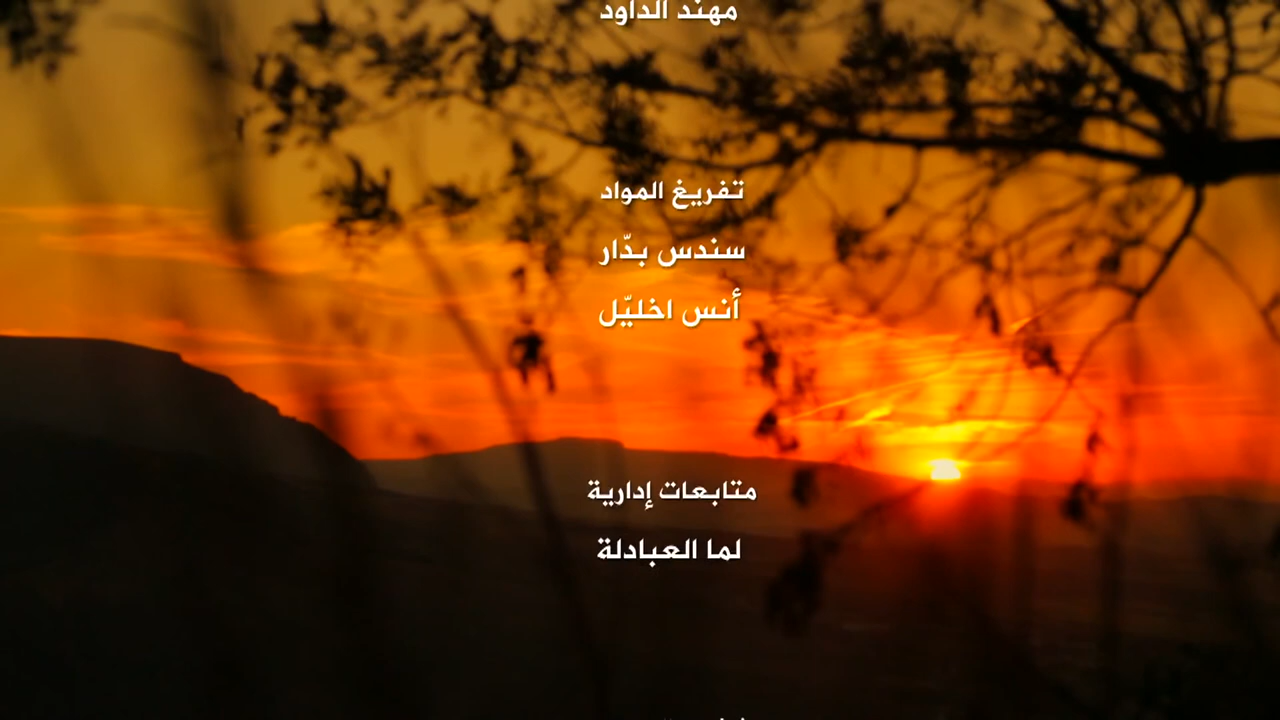 مهند الداود
تفريغ المواد
سندس بدّار
أنس اخليّل
متابعات إدارية
لما العبادلة